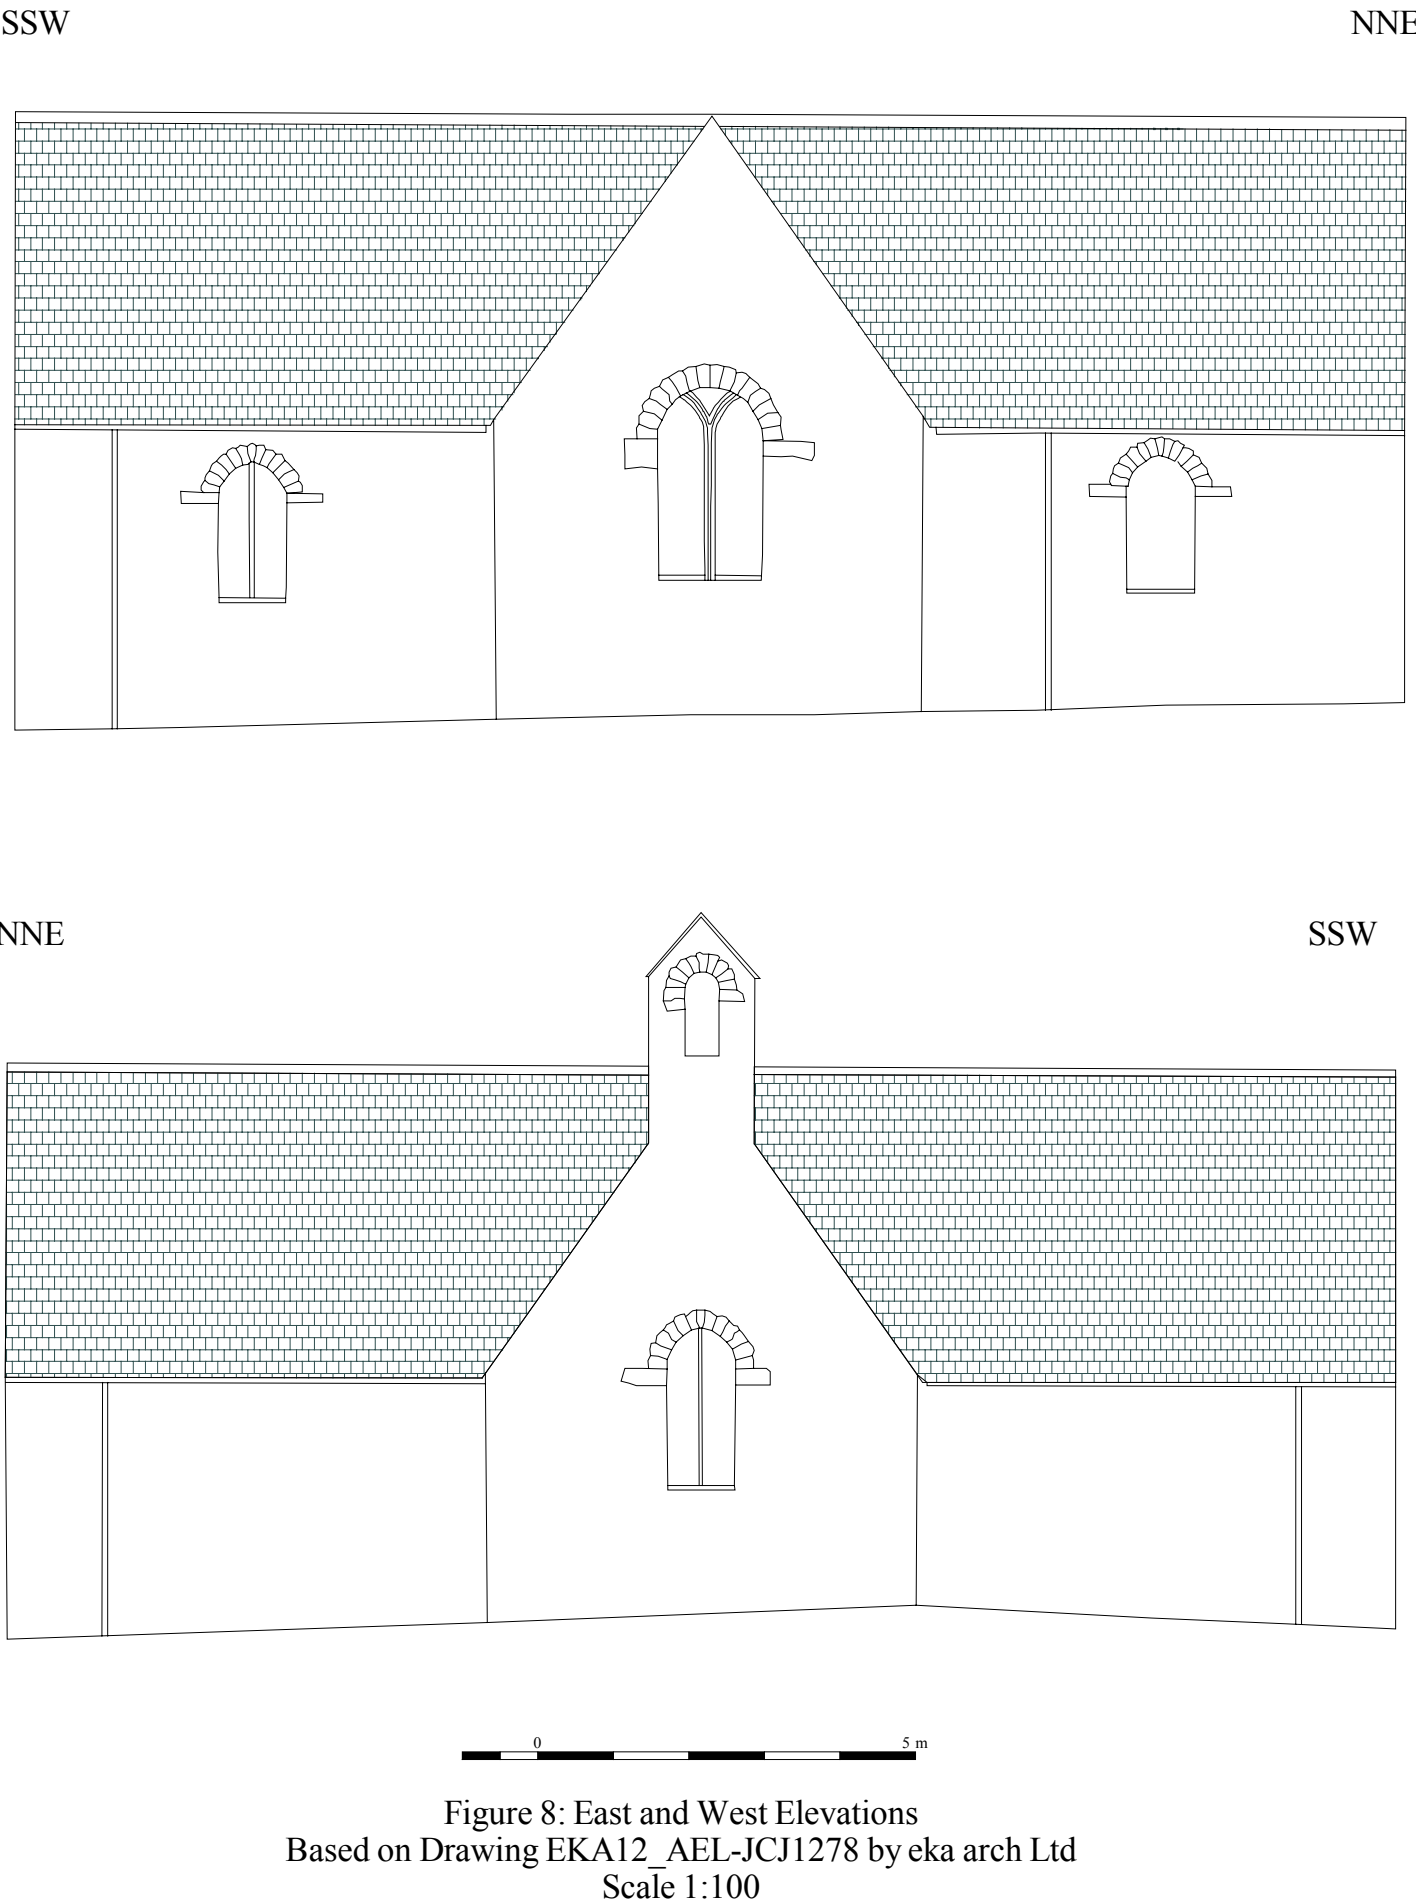 SSW NNE
NNE SSW
0 5 m
Figure 8: East and West Elevations
Based on Drawing EKA12_AEL-JCJ1278 by eka arch Ltd
Scale 1:100